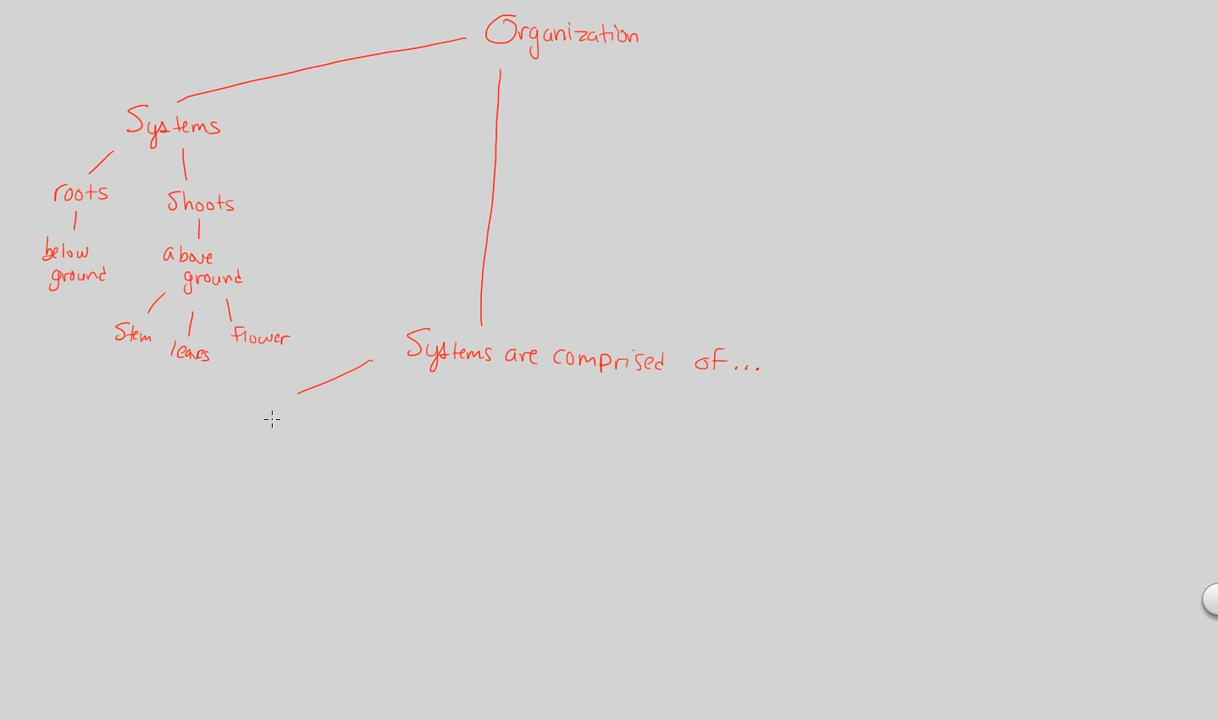 Organization
Systems
roots
Shoots
below
ground
above
ground
Stem
leaves
Flower
Systems are comprised of...